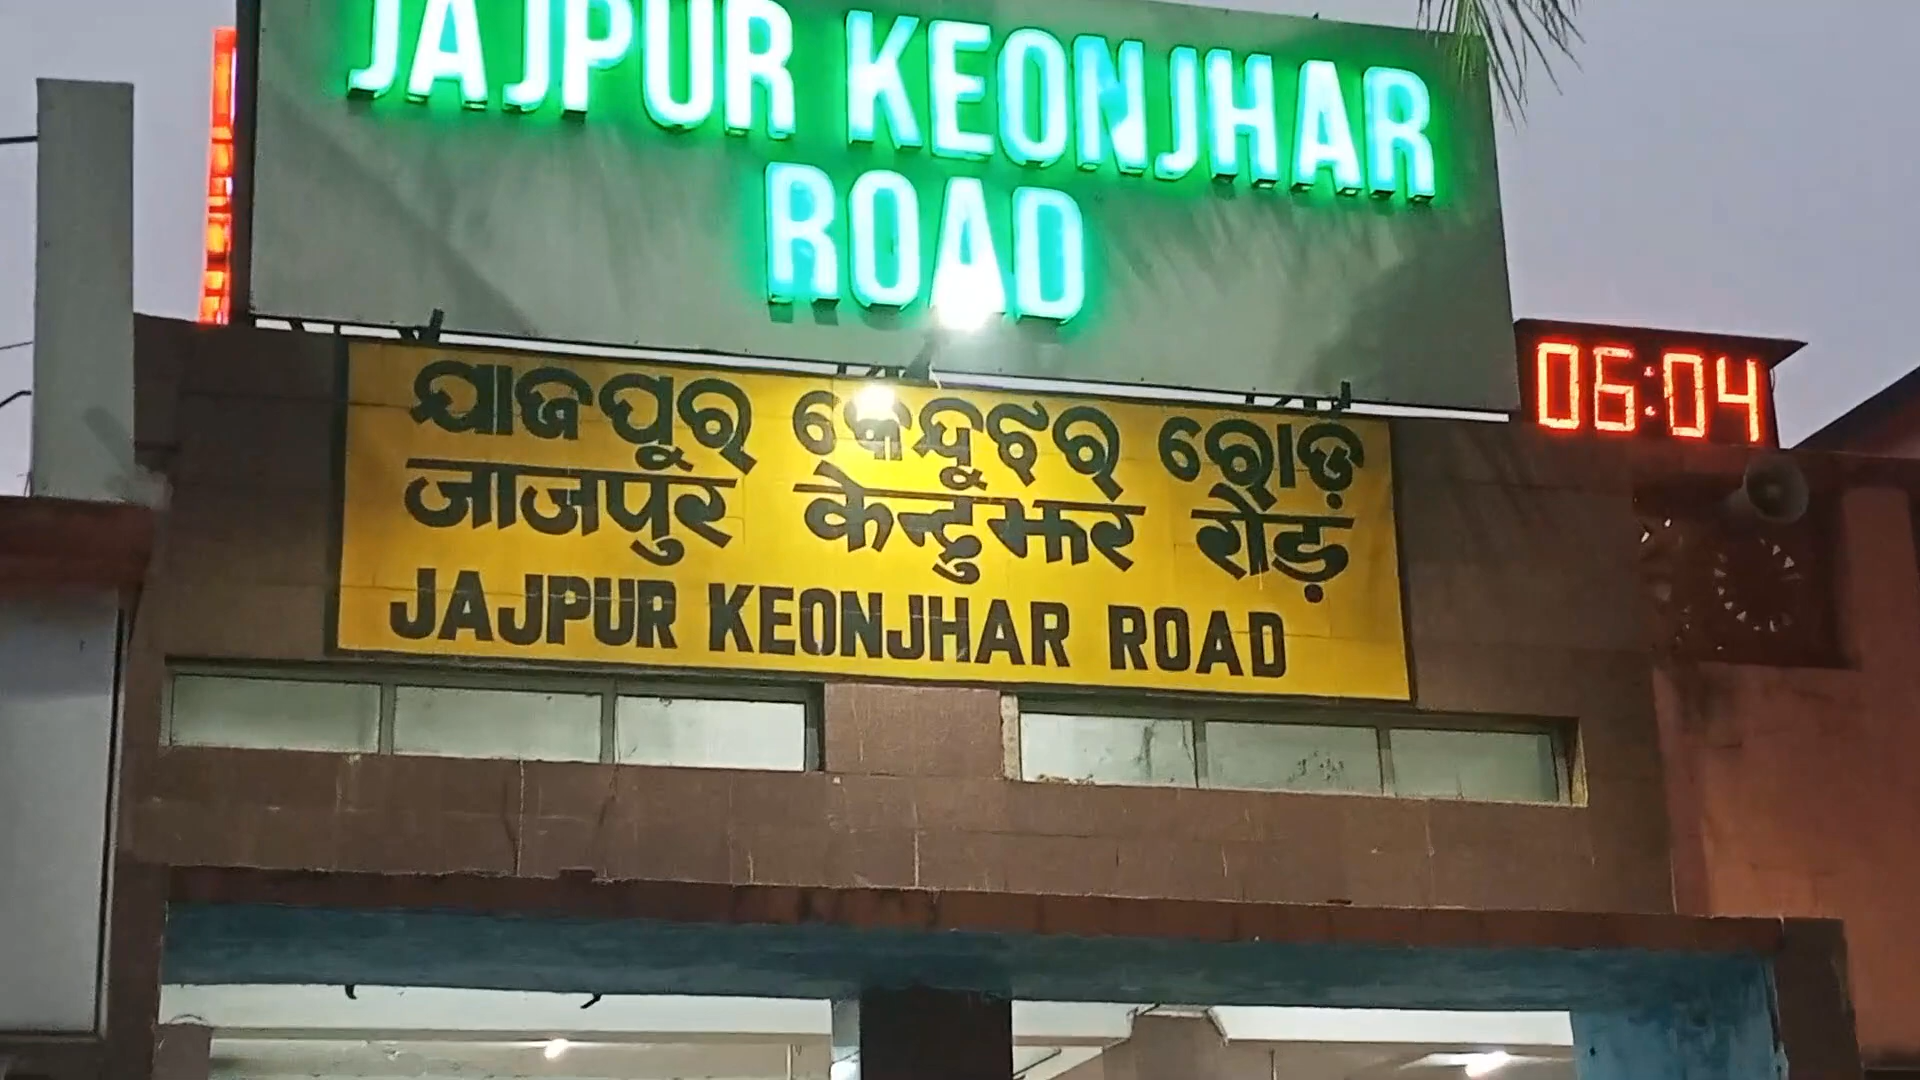 JAJPUR KEONJHAR
ROAD
06:04
ଯାଜପୁର୍ କେନ୍ଦୁଝର୍ ରୋଡ଼
जाजपुर केन्दुझर रोड़
JAJPUR KEONJHAR ROAD